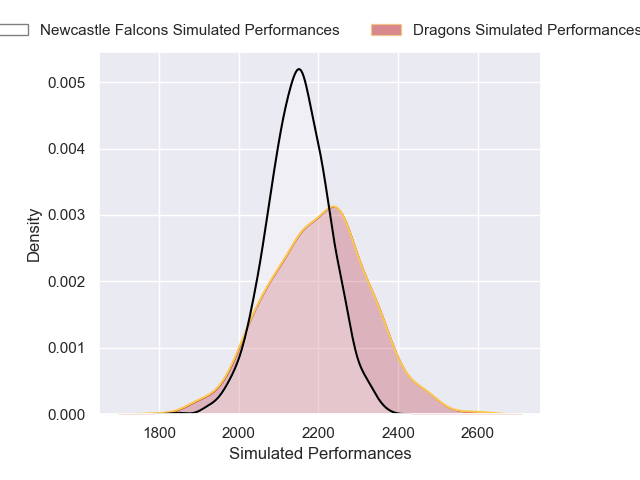 Newcastle Falcons Simulated Performances
Dragons Simulated Performances
0.005
0.004
0.003
0.002
0.001
0.000
Density
1800 2000 2200 2400 2600
Simulated Performances